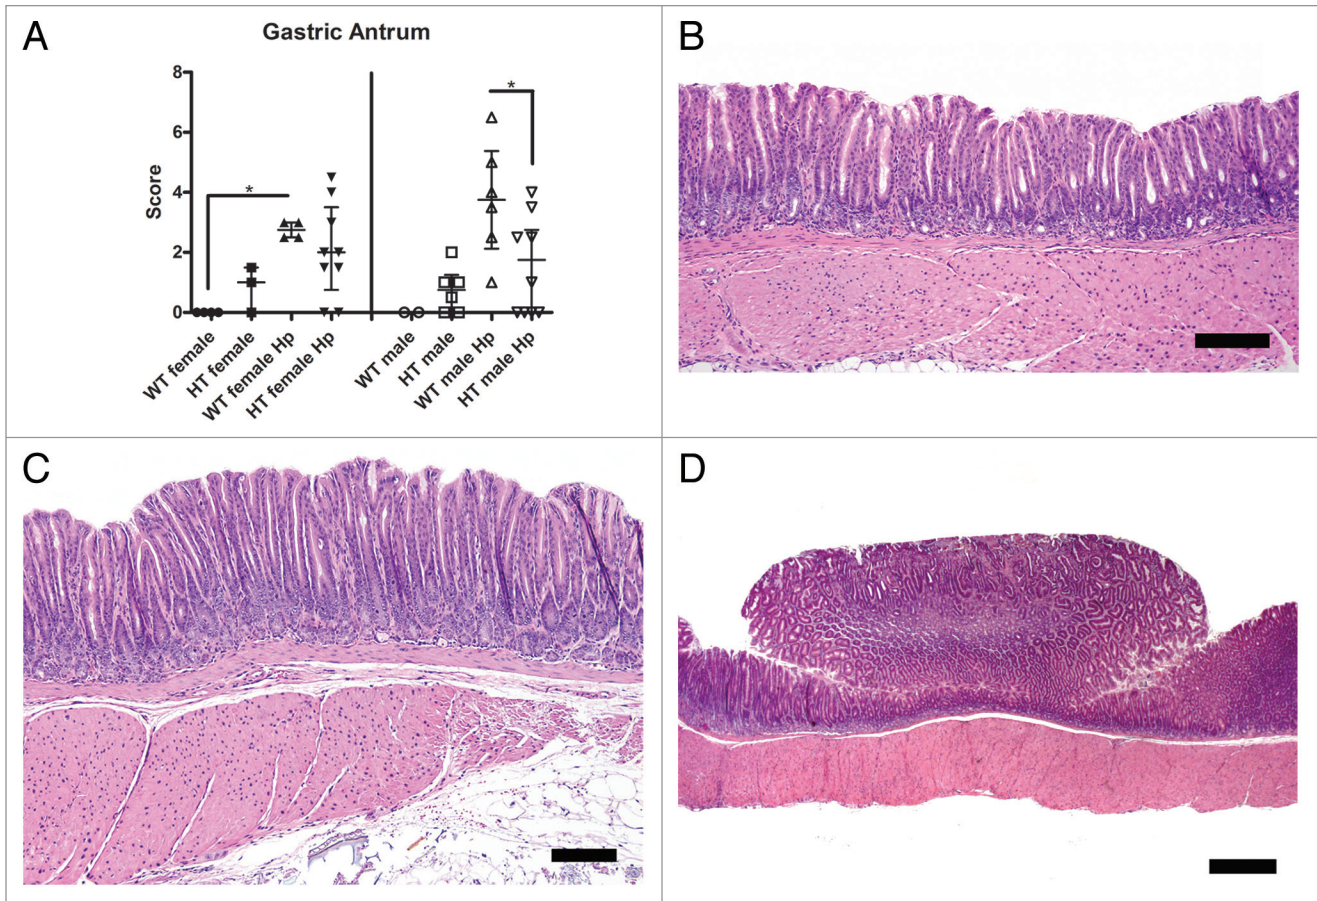 A
Gastric Antrum
B
8
6
4
2
0
Score
*
*
WT female
HT female
WT female Hp
HT female Hp
WT male
HT male
WT male Hp
HT male Hp
C
D